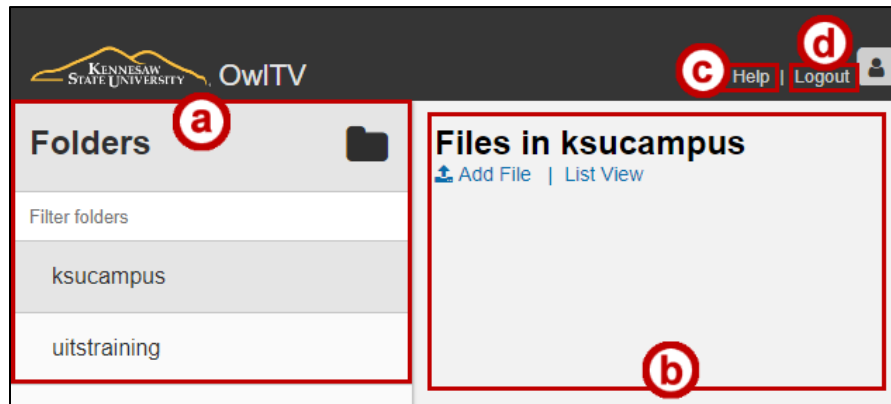 d
c
KENNESAW
STATE UNIVERSITY
OwlTV
Help | Logout
a
Folders
Filter folders
ksucampus
uitstraining
Files in ksucampus
Add File | List View
b